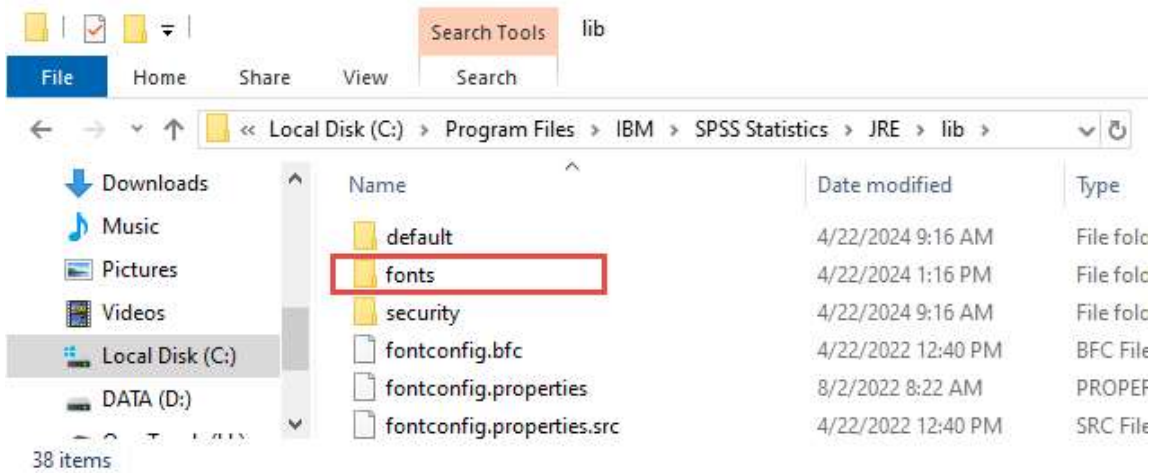 Search Tools lib
File Home Share View Search
« Local Disk (C:) > Program Files > IBM > SPSS Statistics > JRE > lib >
Downloads
Music
Pictures
Videos
Local Disk (C:)
DATA (D:)
Name Date modified Type
default 4/22/2024 9:16 AM File fold
fonts 4/22/2024 1:16 PM File fold
security 4/22/2024 9:16 AM File fold
fontconfig.bfc 4/22/2022 12:40 PM BFC File
fontconfig.properties 8/2/2022 8:22 AM PROPER
fontconfig.properties.src 4/22/2022 12:40 PM SRC File
38 items